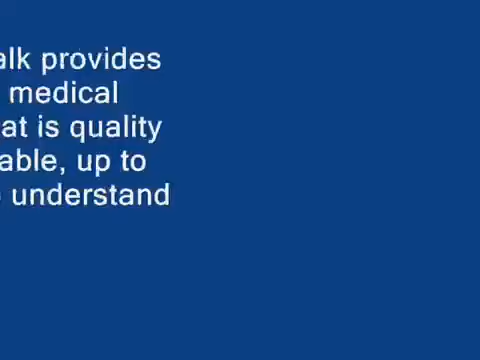 alk provides
medical
at is quality
able, up to
understand